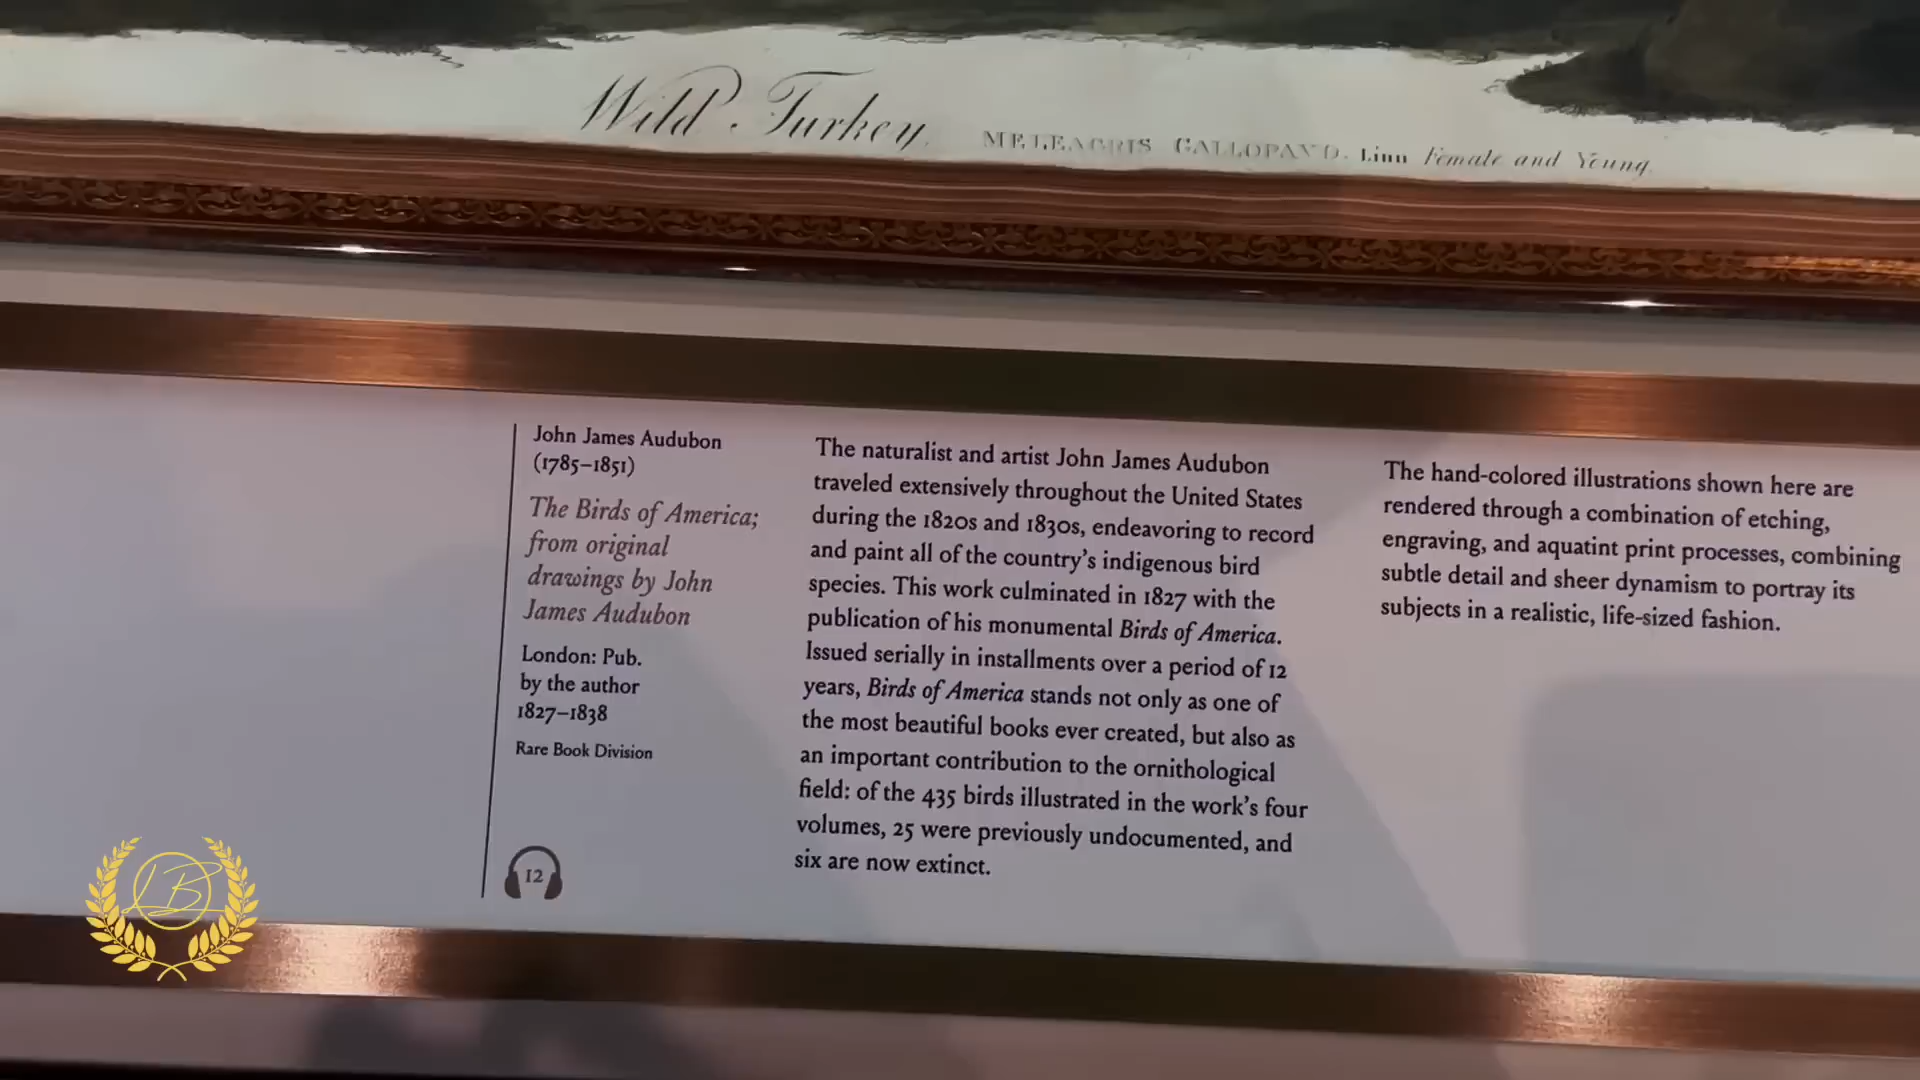 Wild Turkey,
MELEAGRIS GALLOPAVO. Linn Female and Young.
John James Audubon
(1785–1851)
The Birds of America;
from original
drawings by John
James Audubon
London: Pub.
by the author
1827–1838
Rare Book Division
12
The naturalist and artist John James Audubon
traveled extensively throughout the United States
during the 1820s and 1830s, endeavoring to record
and paint all of the country's indigenous bird
species. This work culminated in 1827 with the
publication of his monumental Birds of America.
Issued serially in installments over a period of 12
years, Birds of America stands not only as one of
the most beautiful books ever created, but also as
an important contribution to the ornithological
field: of the 435 birds illustrated in the work's four
volumes, 25 were previously undocumented, and
six are now extinct.
The hand-colored illustrations shown here are
rendered through a combination of etching,
engraving, and aquatint print processes, combining
subtle detail and sheer dynamism to portray its
subjects in a realistic, life-sized fashion.
LB